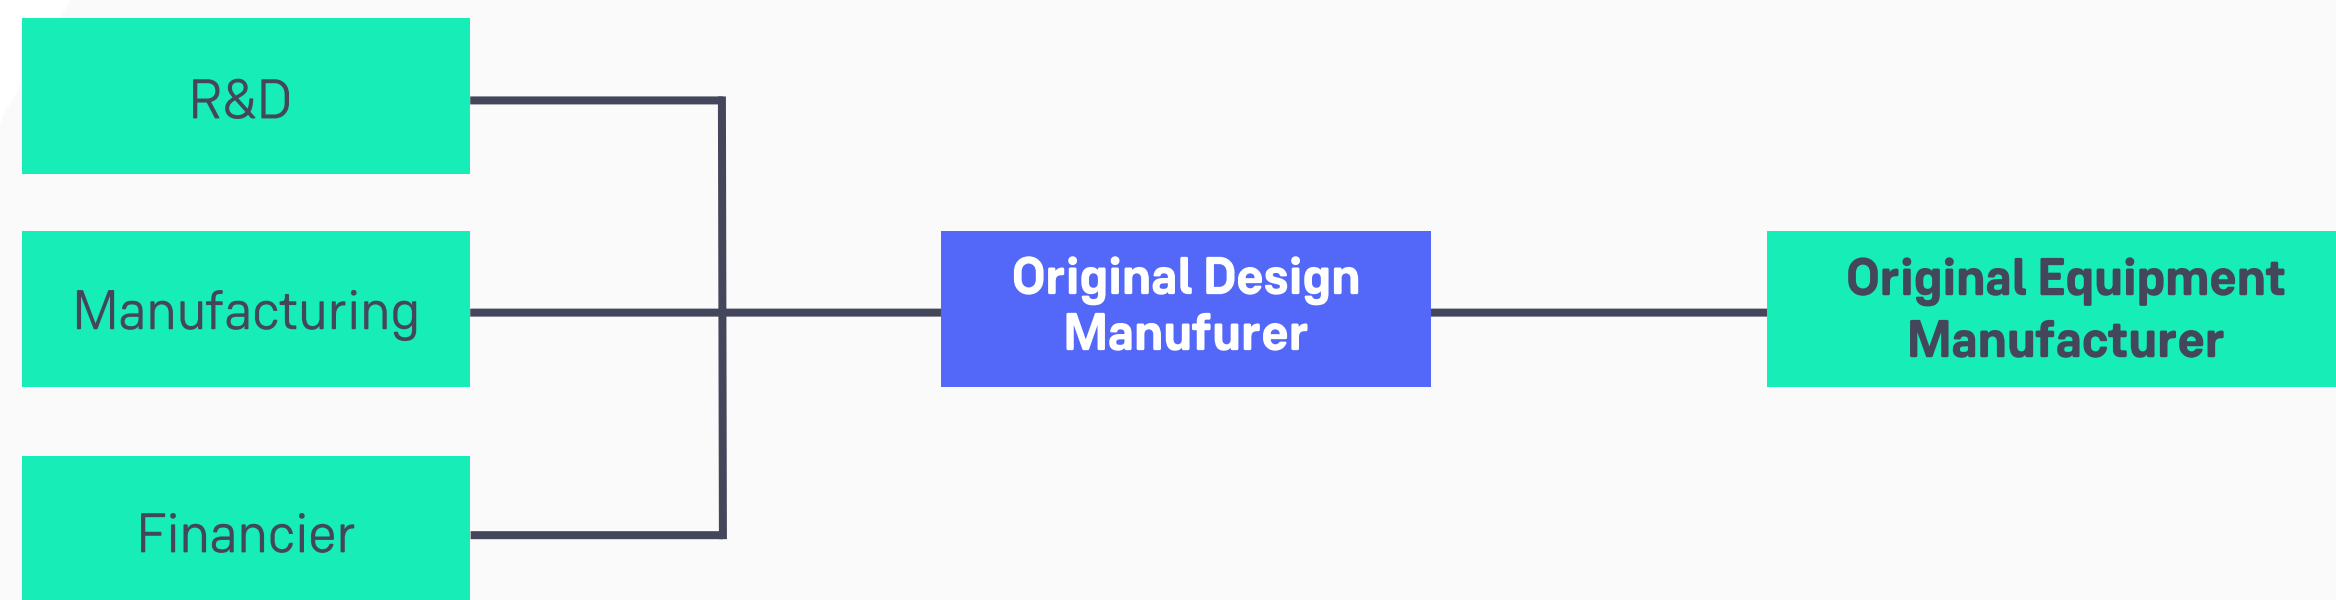 R&D
Manufacturing
Financier
Original Design
Manufurer
Original Equipment
Manufacturer